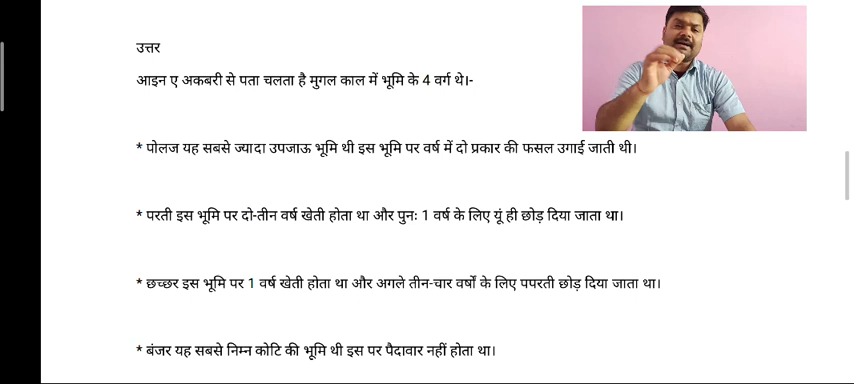 उत्तर
आइन ए अकबरी से पता चलता है मुगल काल में भूमि के 4 वर्ग थे।-
* पोलज यह सबसे ज्यादा उपजाऊ भूमि थी इस भूमि पर वर्ष में दो प्रकार की फसल उगाई जाती थी।
* परती इस भूमि पर दो-तीन वर्ष खेती होता था और पुनः 1 वर्ष के लिए यूं ही छोड़ दिया जाता था।
* छच्छर इस भूमि पर 1 वर्ष खेती होता था और अगले तीन-चार वर्षों के लिए पपरती छोड़ दिया जाता था।
* बंजर यह सबसे निम्न कोटि की भूमि थी इस पर पैदावार नहीं होता था।